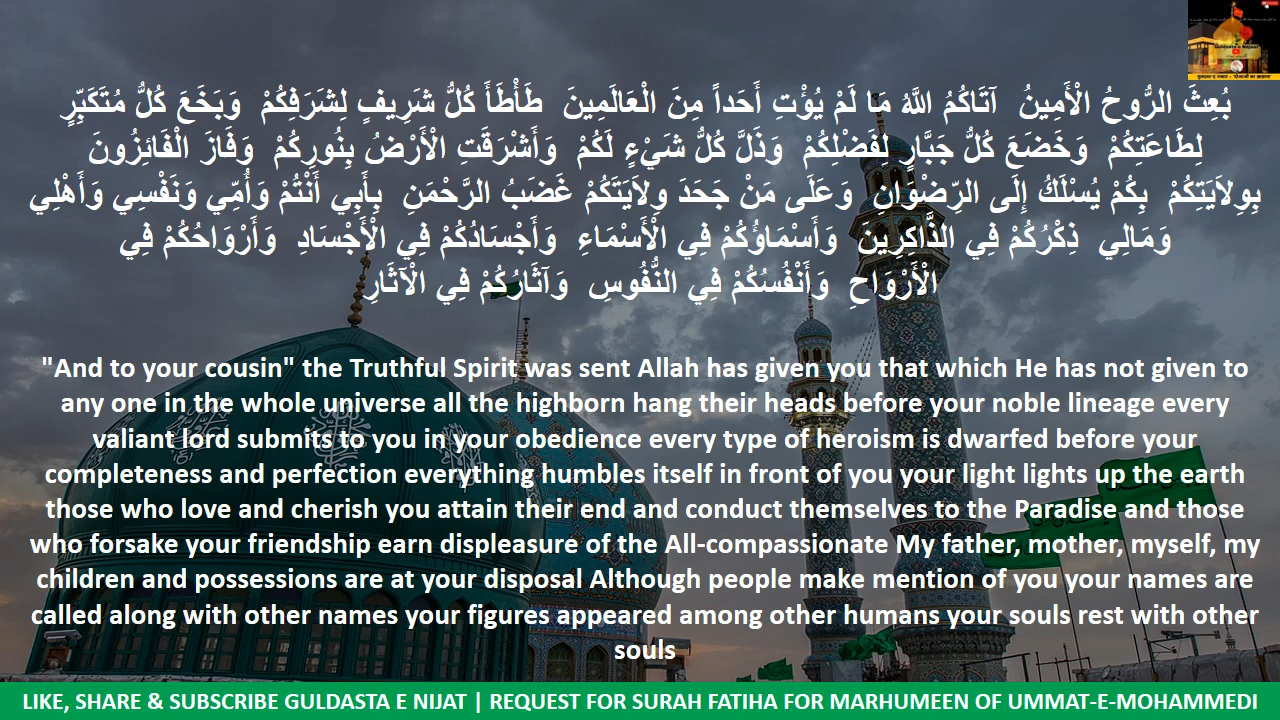 بُعِثَ الرُّوحُ الْأَمِينُ آتَاكُمُ اللَّهُ مَا لَمْ يُؤْتِ أَحَداً مِنَ الْعَالَمِينَ طَأْطَأَ كُلُّ شَرِيفٍ لِشَرَفِكُمْ وَبَخَعَ كُلُّ مُتَكَبِّرٍ
لِطَاعَتِكُمْ وَخَضَعَ كُلُّ جَبَّارٍ لِفَضْلِكُمْ وَذَلَّ كُلُّ شَيْءٍ لَكُمْ وَأَشْرَقَتِ الْأَرْضُ بِنُورِكُمْ وَفَازَ الْفَائِزُونَ
بِوِلاَيَتِكُمْ بِكُمْ يُسْلَكُ إِلَى الرِّضْوَانِ وَعَلَى مَنْ جَحَدَ وِلاَيَتَكُمْ غَضَبُ الرَّحْمَنِ بِأَبِي أَنْتُمْ وَأُمِّي وَنَفْسِي وَأَهْلِي
وَمَالِي ذِكْرُكُمْ فِي الذَّاكِرِينَ وَأَسْمَاؤُكُمْ فِي الْأَسْمَاءِ وَأَجْسَادُكُمْ فِي الْأَجْسَادِ وَأَرْوَاحُكُمْ فِي
الْأَرْوَاحِ وَأَنْفُسُكُمْ فِي النُّفُوسِ وَآثَارُكُمْ فِي الْآثَارِ
"And to your cousin" the Truthful Spirit was sent Allah has given you that which He has not given to
any one in the whole universe all the highborn hang their heads before your noble lineage every
valiant lord submits to you in your obedience every type of heroism is dwarfed before your
completeness and perfection everything humbles itself in front of you your light lights up the earth
those who love and cherish you attain their end and conduct themselves to the Paradise and those
who forsake your friendship earn displeasure of the All-compassionate My father, mother, myself, my
children and possessions are at your disposal Although people make mention of you your names are
called along with other names your figures appeared among other humans your souls rest with other
souls
LIKE, SHARE & SUBSCRIBE GULDASTA E NIJAT | REQUEST FOR SURAH FATIHA FOR MARHUMEEN OF UMMAT-E-MOHAMMEDI